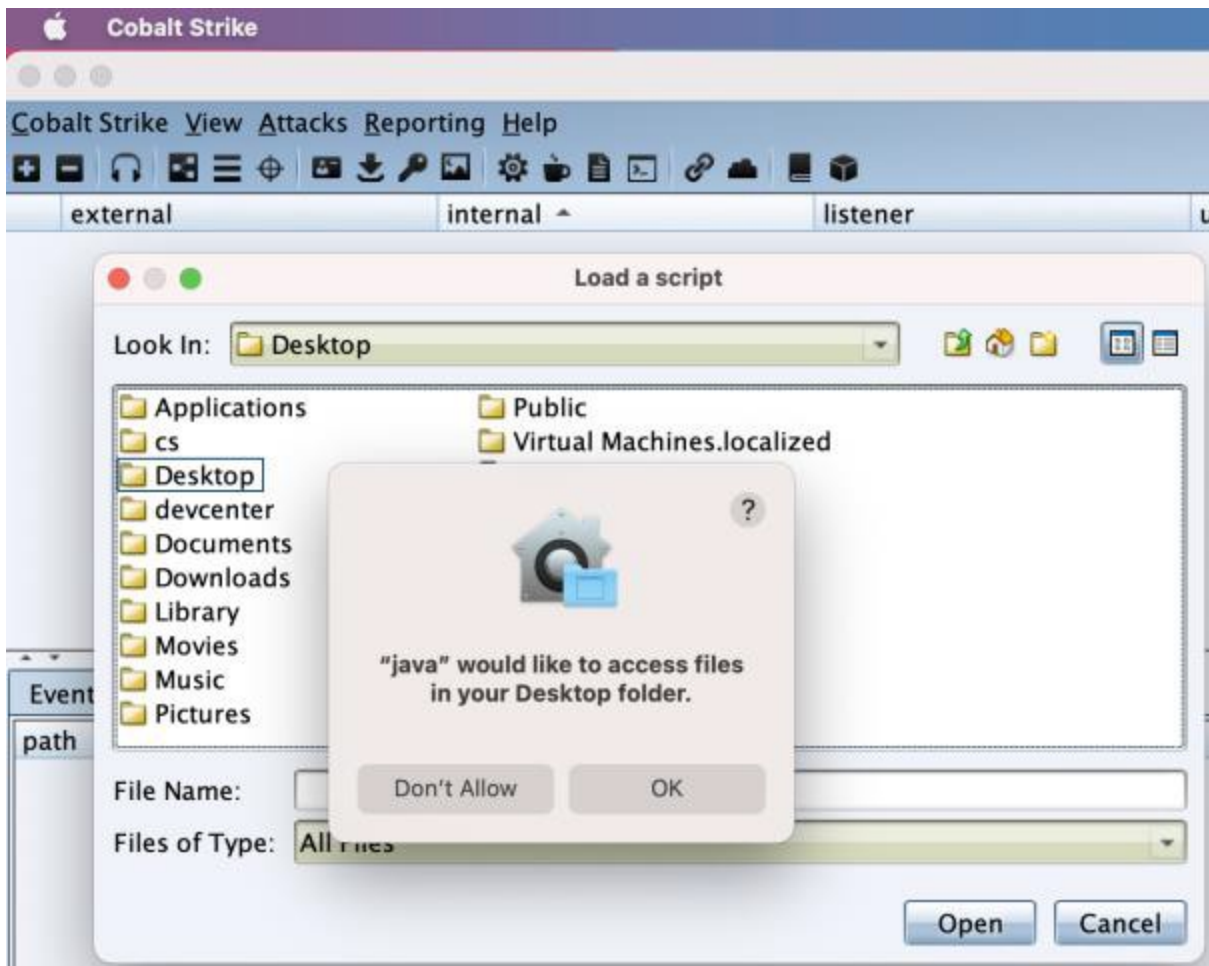 Cobalt Strike
Cobalt Strike View Attacks Reporting Help
external internal listener
Load a script
Look In: Desktop
Applications Public
cs Virtual Machines.localized
Desktop
devcenter
Documents
Downloads
Library
Movies
Music
Pictures
?
"java" would like to access files
in your Desktop folder.
Don't Allow OK
Event
path
File Name:
Files of Type: All Files
Open Cancel